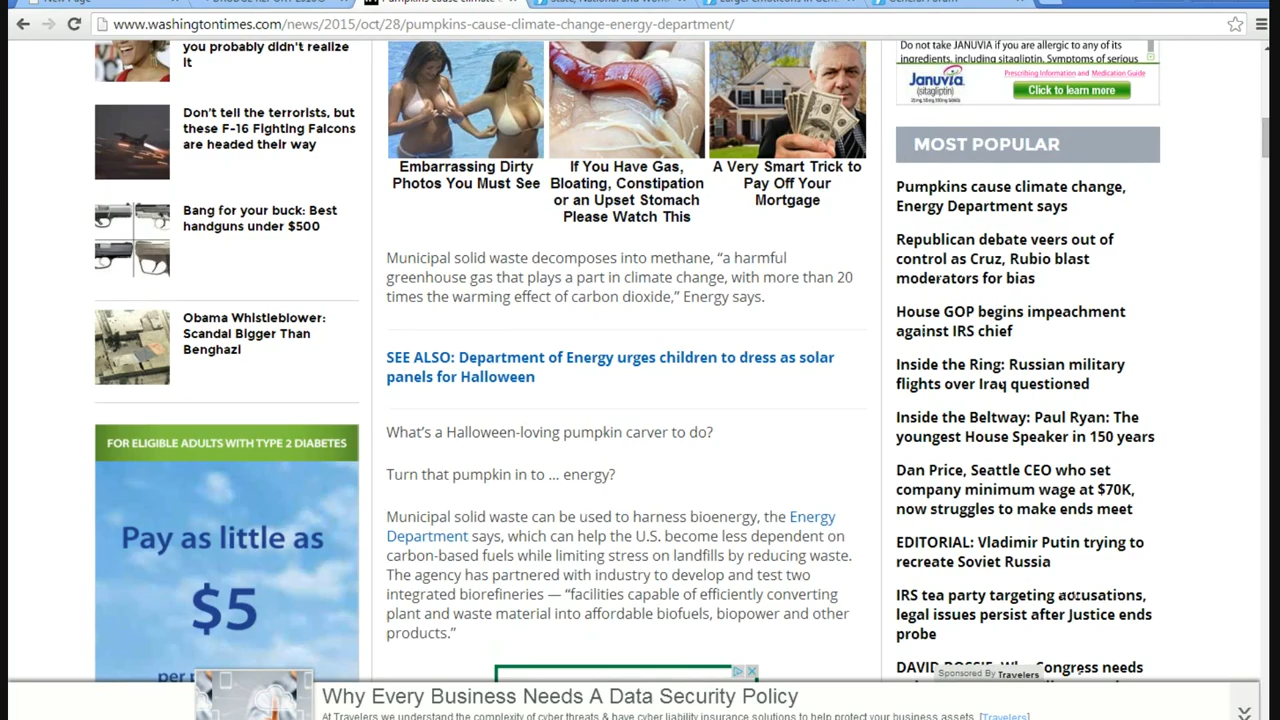 www.washingtontimes.com/news/2015/oct/28/pumpkins-cause-climate-change-energy-department/
you probably didn't realize
it
Don't tell the terrorists, but
these F-16 Fighting Falcons
are headed their way
Bang for your buck: Best
handguns under $500
Obama Whistleblower:
Scandal Bigger Than
Benghazi
FOR ELIGIBLE ADULTS WITH TYPE 2 DIABETES
Pay as little as
$5
Embarrassing Dirty
Photos You Must See
If You Have Gas,
Bloating, Constipation
or an Upset Stomach
Please Watch This
A Very Smart Trick to
Pay Off Your
Mortgage
Municipal solid waste decomposes into methane, “a harmful
greenhouse gas that plays a part in climate change, with more than 20
times the warming effect of carbon dioxide,” Energy says.
SEE ALSO: Department of Energy urges children to dress as solar
panels for Halloween
What’s a Halloween-loving pumpkin carver to do?
Turn that pumpkin in to ... energy?
Municipal solid waste can be used to harness bioenergy, the Energy
Department says, which can help the U.S. become less dependent on
carbon-based fuels while limiting stress on landfills by reducing waste.
The agency has partnered with industry to develop and test two
integrated biorefineries — “facilities capable of efficiently converting
plant and waste material into affordable biofuels, biopower and other
products.”
Do not take JANUVIA if you are allergic to any of its
ingredients, including sitagliptin. Symptoms of serious
Januvia
(sitagliptin)
Prescribing Information and Medication Guide
Click to learn more
MOST POPULAR
Pumpkins cause climate change,
Energy Department says
Republican debate veers out of
control as Cruz, Rubio blast
moderators for bias
House GOP begins impeachment
against IRS chief
Inside the Ring: Russian military
flights over Iraq questioned
Inside the Beltway: Paul Ryan: The
youngest House Speaker in 150 years
Dan Price, Seattle CEO who set
company minimum wage at $70K,
now struggles to make ends meet
EDITORIAL: Vladimir Putin trying to
recreate Soviet Russia
IRS tea party targeting accusations,
legal issues persist after Justice ends
probe
Congress needs
Sponsored By Travelers
Why Every Business Needs A Data Security Policy
At Travelers we understand the complexity of cyber threats & have cyber liability insurance solutions to help protect your business assets. [Travelers]